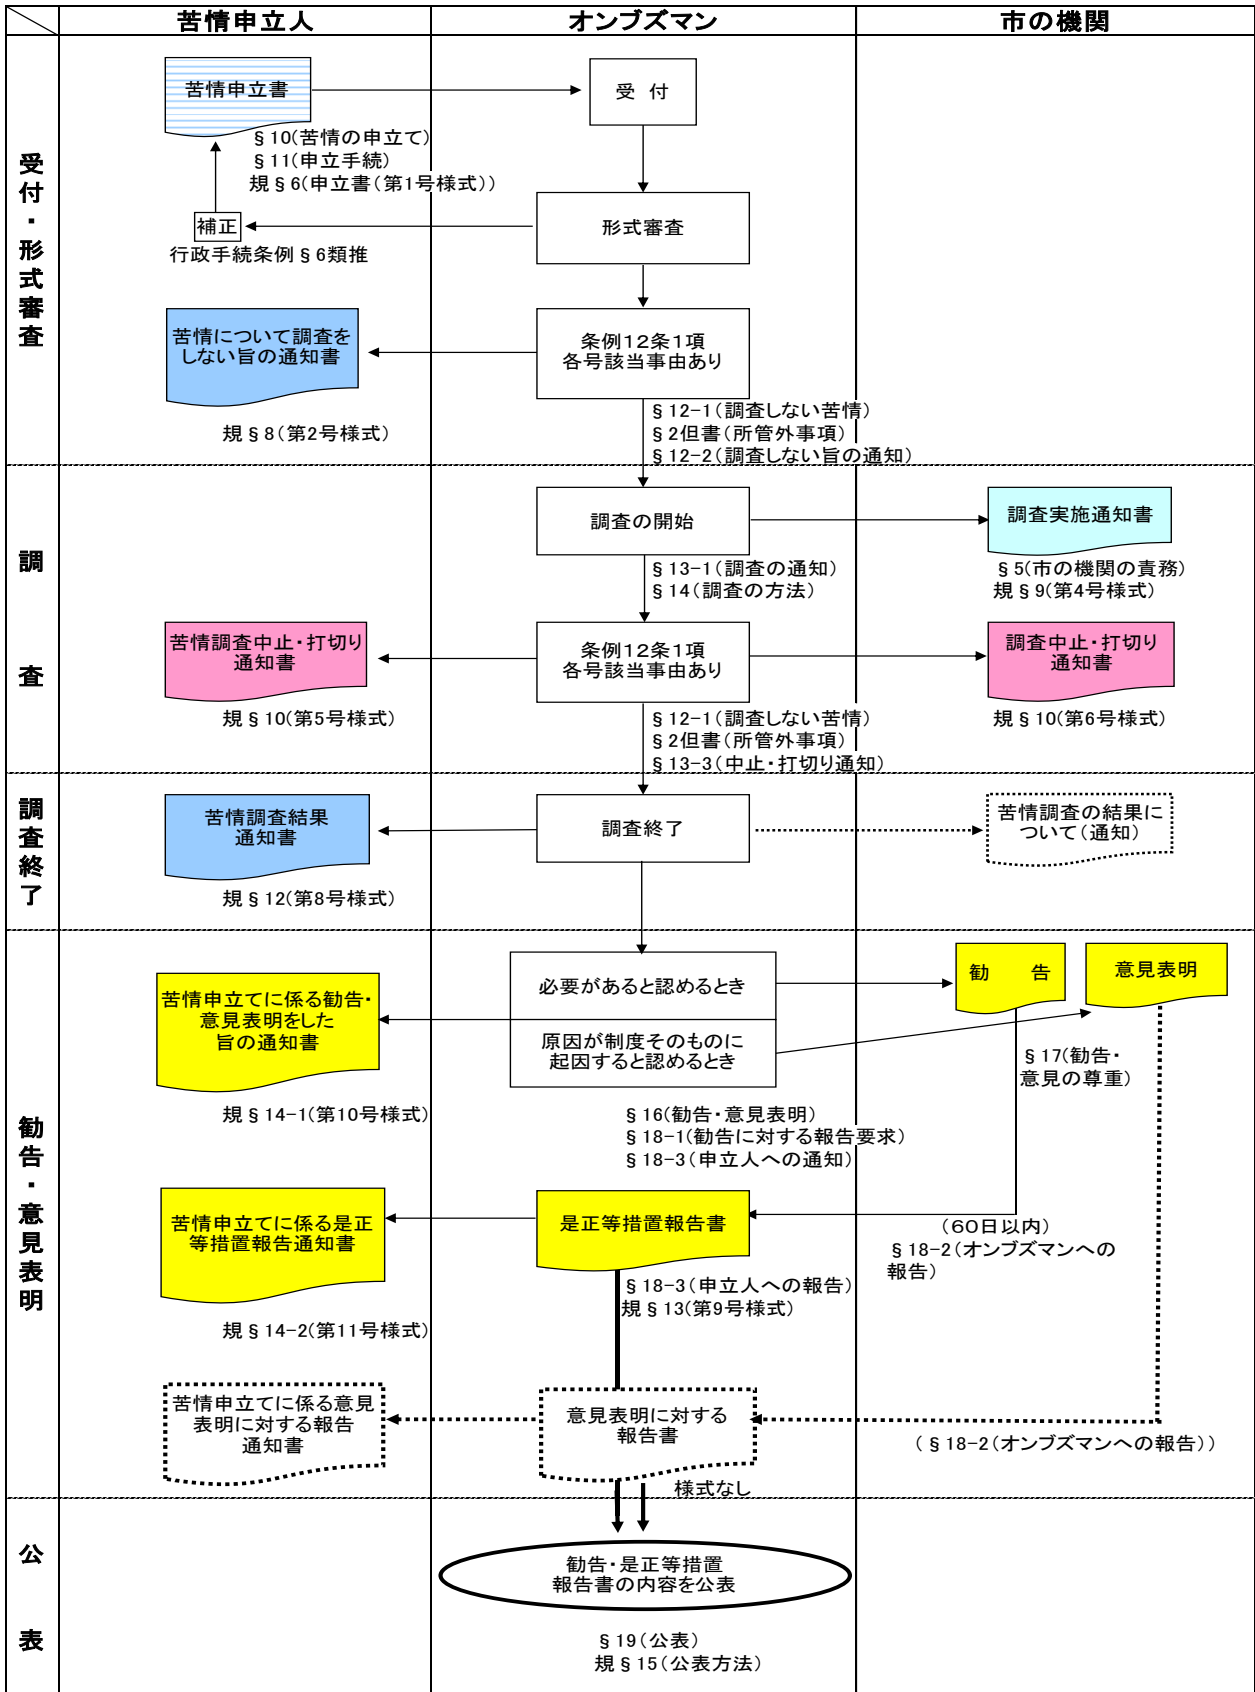 苦情申立人
オンブズマン
市の機関
受付・形式審査
苦情申立書
受 付
§10(苦情の申立て)
§11(申立手続)
規§6(申立書(第1号様式))
補正
行政手続条例§6類推
形式審査
苦情について調査を
しない旨の通知書
条例12条1項
各号該当事由あり
規§8(第2号様式)
§12-1(調査しない苦情)
§2但書(所管外事項)
§12-2(調査しない旨の通知)
調 査
調査の開始
調査実施通知書
§13-1(調査の通知)
§14(調査の方法)
§5(市の機関の責務)
規§9(第4号様式)
苦情調査中止・打切り
通知書
条例12条1項
各号該当事由あり
調査中止・打切り
通知書
規§10(第5号様式)
規§10(第6号様式)
§12-1(調査しない苦情)
§2但書(所管外事項)
§13-3(中止・打切り通知)
調査終了
苦情調査結果
通知書
調査終了
苦情調査の結果に
ついて(通知)
規§12(第8号様式)
勧告・意見表明
苦情申立てに係る勧告・
意見表明をした
旨の通知書
必要があると認めるとき
原因が制度そのものに
起因すると認めるとき
勧 告
意見表明
§17(勧告・
意見の尊重)
規§14-1(第10号様式)
§16(勧告・意見表明)
§18-1(勧告に対する報告要求)
§18-3(申立人への通知)
苦情申立てに係る是正
等措置報告通知書
是正等措置報告書
(60日以内)
§18-2(オンブズマンへの
報告)
§18-3(申立人への報告)
規§13(第9号様式)
規§14-2(第11号様式)
苦情申立てに係る意見
表明に対する報告
通知書
意見表明に対する
報告書
(§18-2(オンブズマンへの報告))
様式なし
公 表
勧告・是正等措置
報告書の内容を公表
§19(公表)
規§15(公表方法)